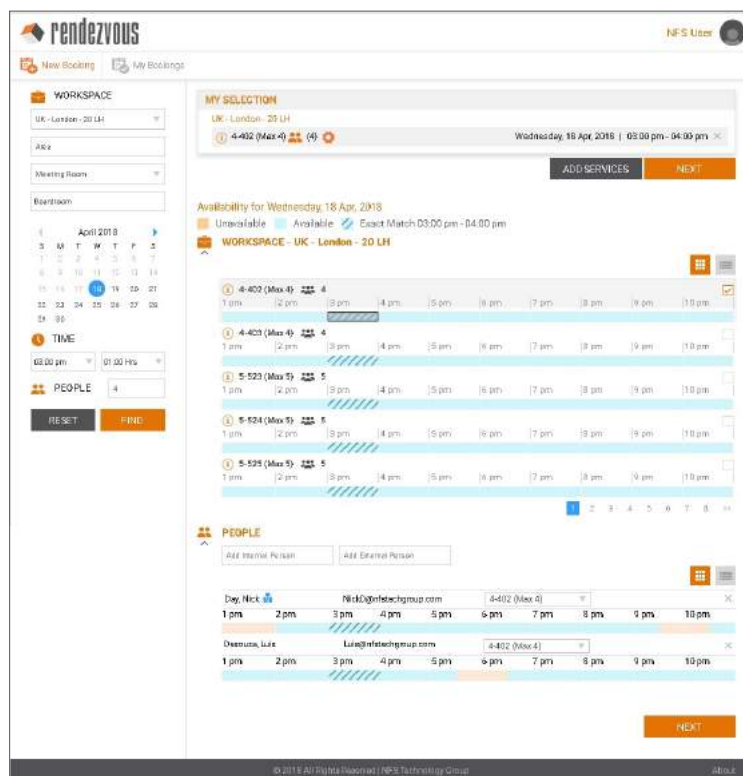 rendezvous
NFS User
New Booking My Bookings
WORKSPACE
UK - London - 20 LH
Meeting Room
Boardroom
April 2018
S M T W T F S
1 2 3 4 5 6 7
8 9 10 11 12 13 14
15 16 17 18 19 20 21
22 23 24 25 26 27 28
29 30
TIME
03:00 pm 01:00 Hrs
PEOPLE 4
RESET FIND
MY SELECTION
UK - London - 20 LH
4-402 (Max 4) (4) Wednesday, 18 Apr, 2018 | 03:00 pm - 04:00 pm ×
ADD SERVICES NEXT
Availability for Wednesday, 18 Apr, 2018
Unavailable Available Exact Match 03:00 pm - 04:00 pm
WORKSPACE - UK - London - 20 LH
4-402 (Max 4) 4
1 pm 2 pm 3 pm 4 pm 5 pm 6 pm 7 pm 8 pm 9 pm 10 pm
4-403 (Max 4) 4
1 pm 2 pm 3 pm 4 pm 5 pm 6 pm 7 pm 8 pm 9 pm 10 pm
5-523 (Max 5) 5
1 pm 2 pm 3 pm 4 pm 5 pm 6 pm 7 pm 8 pm 9 pm 10 pm
5-524 (Max 5) 5
1 pm 2 pm 3 pm 4 pm 5 pm 6 pm 7 pm 8 pm 9 pm 10 pm
5-525 (Max 5) 5
1 pm 2 pm 3 pm 4 pm 5 pm 6 pm 7 pm 8 pm 9 pm 10 pm
1 2 3 4 5 6 7 8 >>
PEOPLE
Add Internal Person Add External Person
Day, Nick NickD@nfstechgroup.com 4-402 (Max 4) ×
1 pm 2 pm 3 pm 4 pm 5 pm 6 pm 7 pm 8 pm 9 pm 10 pm
Luis Luis@nfstechgroup.com 4-402 (Max 4) ×
1 pm 2 pm 3 pm 4 pm 5 pm 6 pm 7 pm 8 pm 9 pm 10 pm
NEXT
© 2018 All Rights Reserved | NFS Technology Group
About